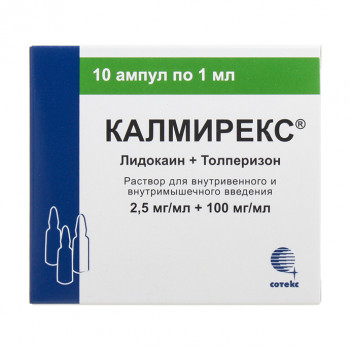 10 ампул по 1 мл
КАЛМИРЕКС®
Лидокаин + Толперизон
Раствор для внутривенного и
внутримышечного введения
2,5 мг/мл + 100 мг/мл
сотекс